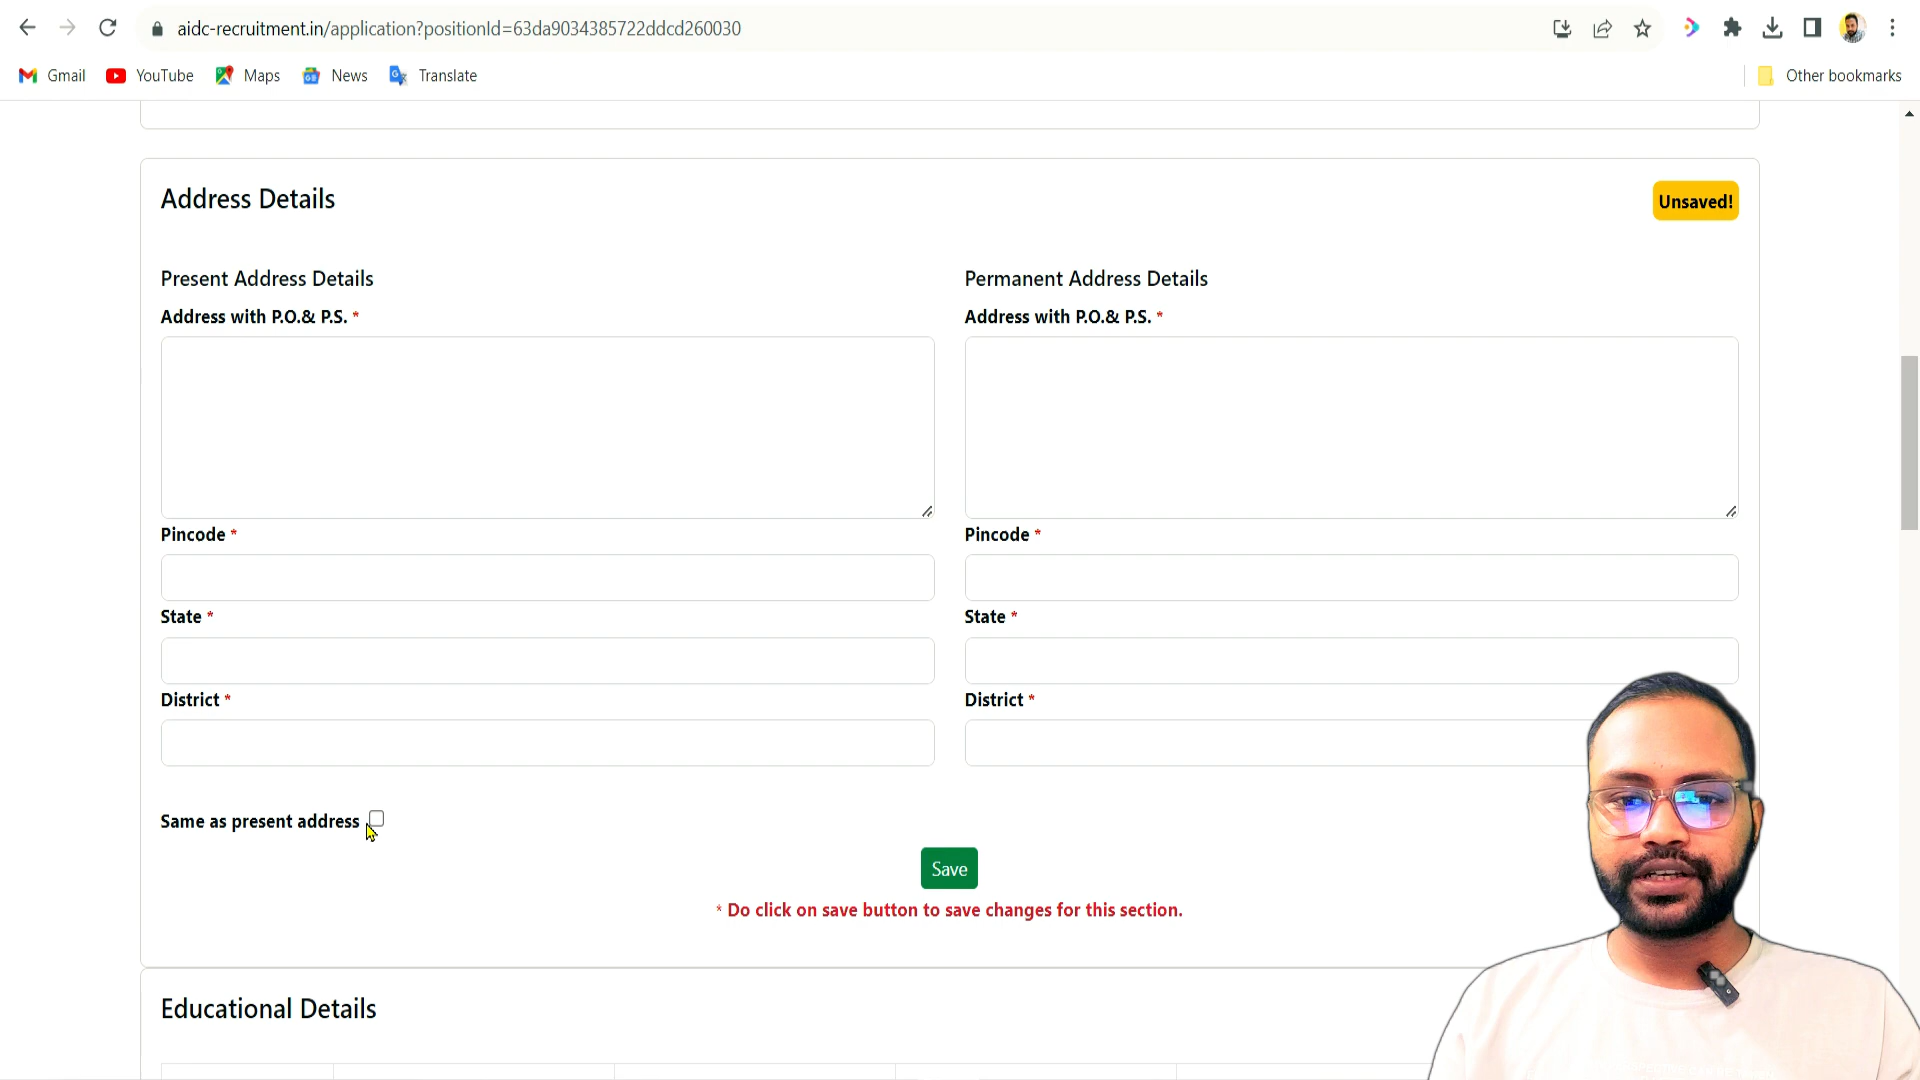 aidc-recruitment.in/application?positionId=63da9034385722ddcd260030
Gmail YouTube Maps News Translate Other bookmarks
Address Details Unsaved!
Present Address Details Permanent Address Details
Address with P.O.& P.S. * Address with P.O.& P.S. *
Pincode * Pincode *
State * State *
District * District *
Same as present address
Save
* Do click on save button to save changes for this section.
Educational Details